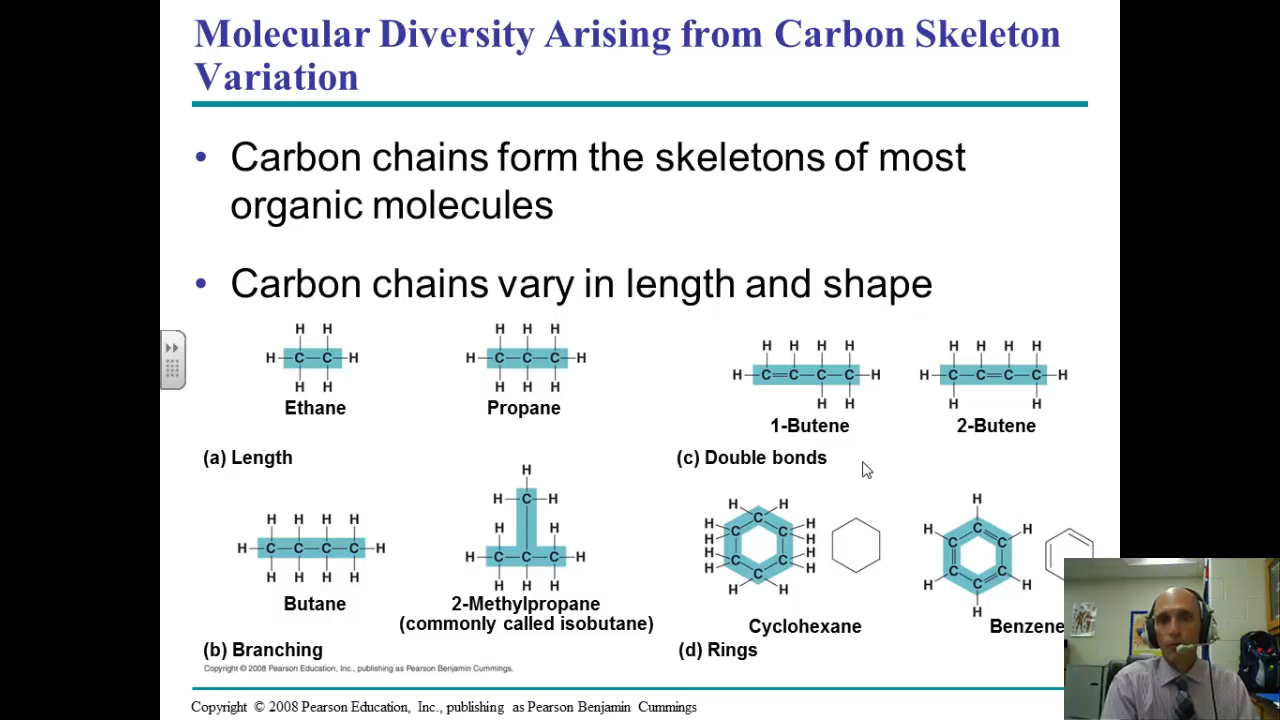 Molecular Diversity Arising from Carbon Skeleton
Variation
• Carbon chains form the skeletons of most
organic molecules
• Carbon chains vary in length and shape
H H
H C C H
H H
Ethane
H H H
H C C C H
H H H
Propane
(a) Length
H H H H
H C C C C H
H H
1-Butene
H H H H
H C C C C H
H H
2-Butene
(c) Double bonds
H H H H
H C C C C H
H H H H
Butane
H
H C H
H H
H C C C H
H H H
2-Methylpropane
(commonly called isobutane)
(b) Branching
H H
H C H
H C C H
H C C H
H C H
H H
Cyclohexane
H
H C H
C C
C C
H C H
H
Benzene
(d) Rings
Copyright © 2008 Pearson Education, Inc., publishing as Pearson Benjamin Cummings.
Copyright © 2008 Pearson Education, Inc., publishing as Pearson Benjamin Cummings